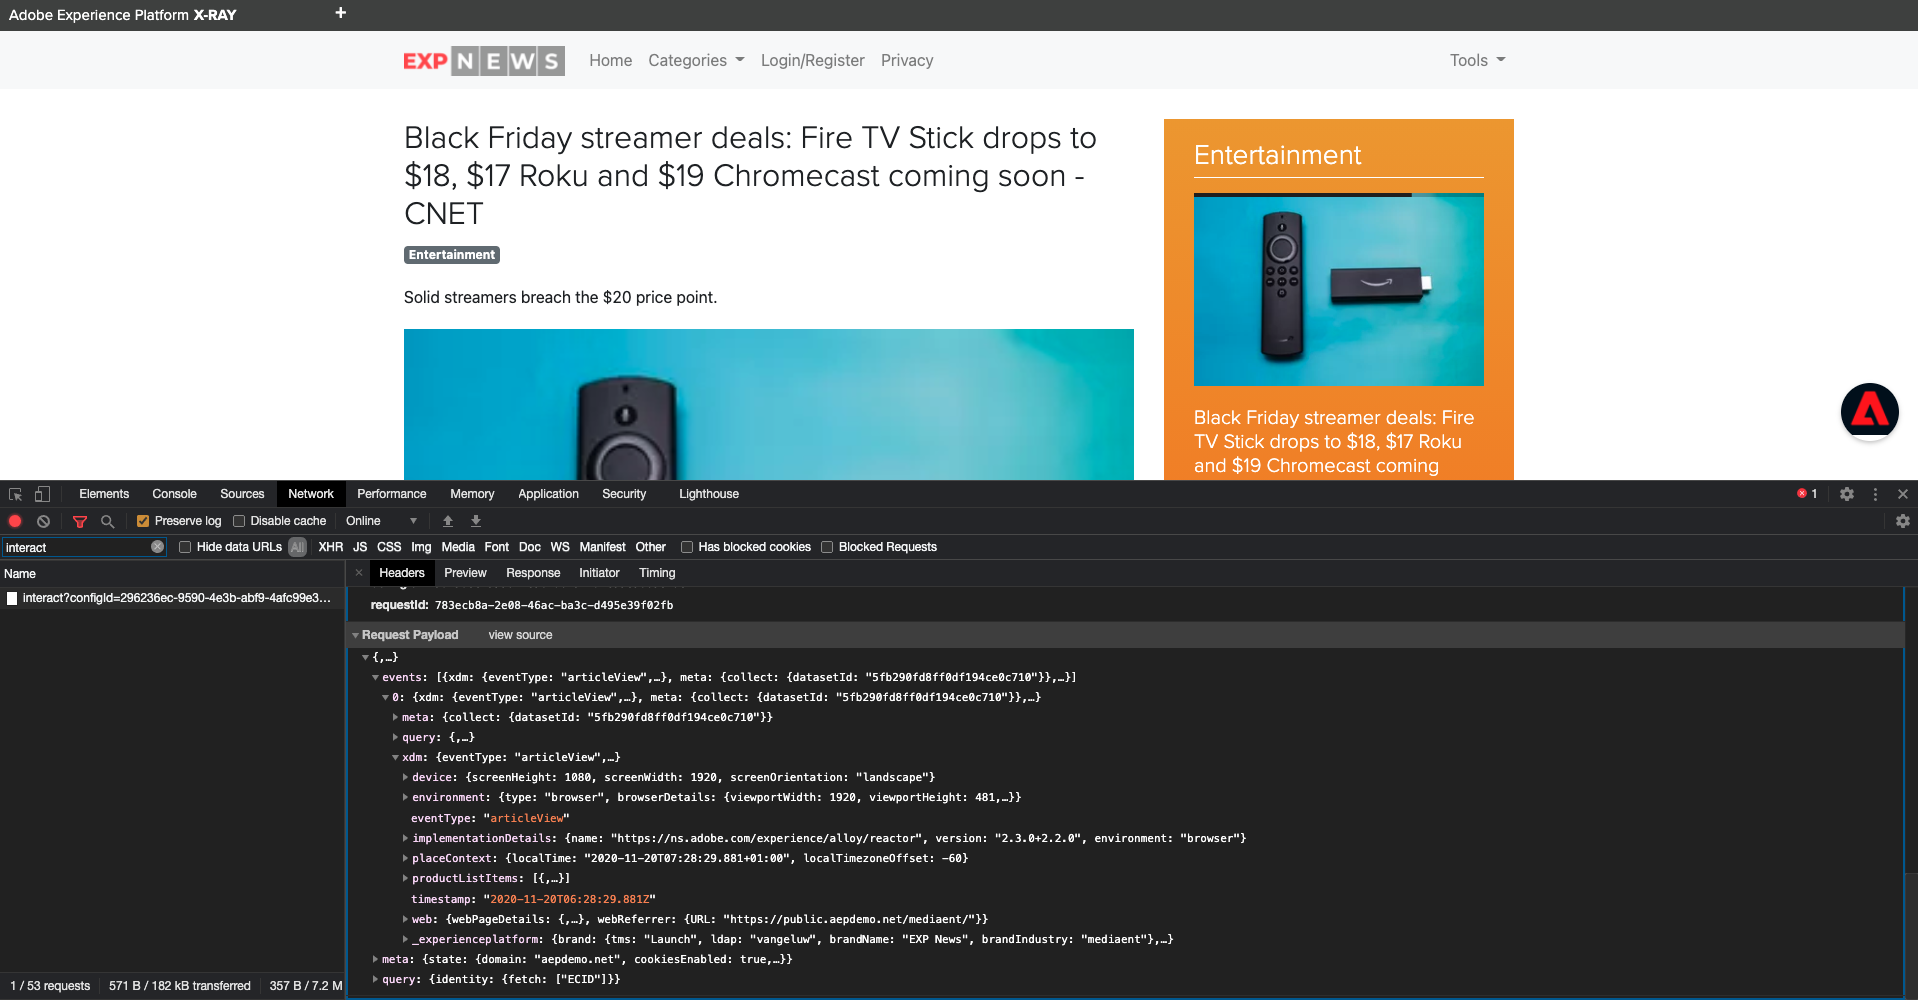 Adobe Experience Platform X-RAY +
EXP NEWS Home Categories Login/Register Privacy Tools
Black Friday streamer deals: Fire TV Stick drops to
$18, $17 Roku and $19 Chromecast coming soon -
CNET
Entertainment
Solid streamers breach the $20 price point.
Entertainment
Black Friday streamer deals: Fire
TV Stick drops to $18, $17 Roku
and $19 Chromecast coming
Elements Console Sources Network Performance Memory Application Security Lighthouse 1
Preserve log Disable cache Online
interact Hide data URLs All XHR JS CSS Img Media Font Doc WS Manifest Other Has blocked cookies Blocked Requests
Name
interact?configId=296236ec-9590-4e3b-abf9-4afc99e3...
Headers Preview Response Initiator Timing
requestId: 783ecb8a-2e08-46ac-ba3c-d495e39f02fb
Request Payload view source
{,…}
events: [{xdm: {eventType: "articleView",…}, meta: {collect: {datasetId: "5fb290fd8ff0df194ce0c710"}},…}]
0: {xdm: {eventType: "articleView",…}, meta: {collect: {datasetId: "5fb290fd8ff0df194ce0c710"}},…}
meta: {collect: {datasetId: "5fb290fd8ff0df194ce0c710"}}
query: {,…}
xdm: {eventType: "articleView",…}
device: {screenHeight: 1080, screenWidth: 1920, screenOrientation: "landscape"}
environment: {type: "browser", browserDetails: {viewportWidth: 1920, viewportHeight: 481,…}}
eventType: "articleView"
implementationDetails: {name: "https://ns.adobe.com/experience/alloy/reactor", version: "2.3.0+2.2.0", environment: "browser"}
placeContext: {localTime: "2020-11-20T07:28:29.881+01:00", localTimezoneOffset: -60}
productListItems: [{,…}]
timestamp: "2020-11-20T06:28:29.881Z"
web: {webPageDetails: {,…}, webReferrer: {URL: "https://public.aepdemo.net/mediaent/"}}
_experienceplatform: {brand: {tms: "Launch", ldap: "vangeluw", brandName: "EXP News", brandIndustry: "mediaent"},…}
meta: {state: {domain: "aepdemo.net", cookiesEnabled: true,…}}
query: {identity: {fetch: ["ECID"]}}
1 / 53 requests 571 B / 182 kB transferred 357 B / 7.2 M